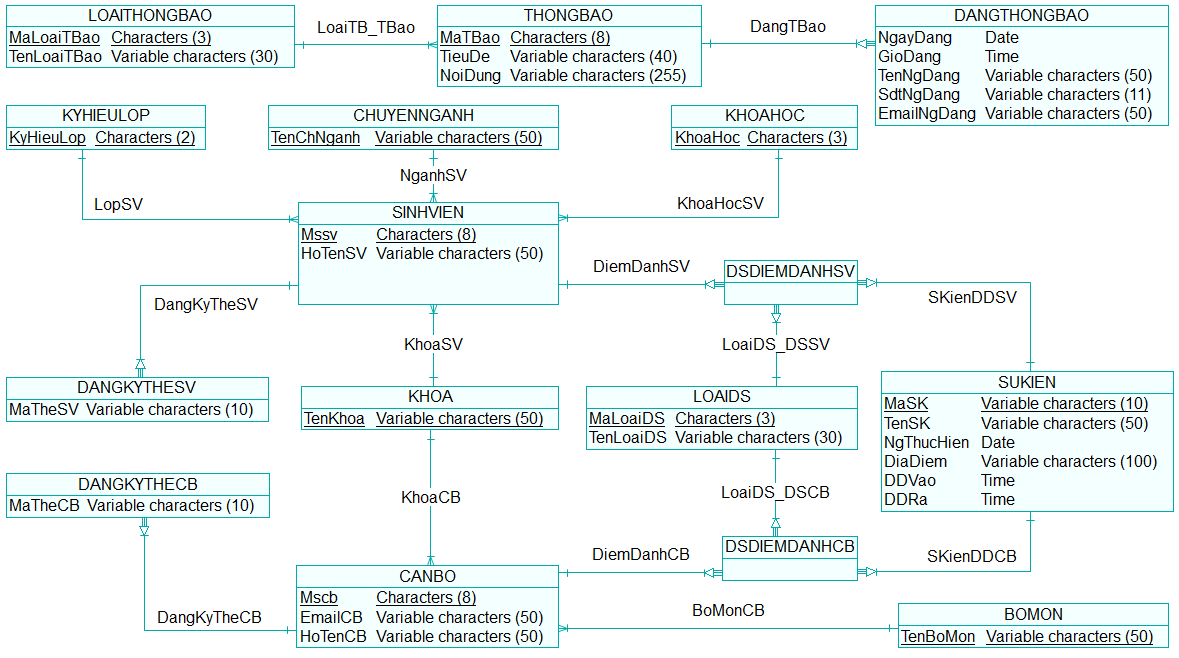 LOAITHONGBAO
MaLoaiTBao Characters (3)
TenLoaiTBao Variable characters (30)
LoaiTB_TBao
THONGBAO
MaTBao Characters (8)
TieuDe Variable characters (40)
NoiDung Variable characters (255)
DangTBao
DANGTHONGBAO
NgayDang Date
GioDang Time
TenNgDang Variable characters (50)
SdtNgDang Variable characters (11)
EmailNgDang Variable characters (50)
KYHIEULOP
KyHieuLop Characters (2)
CHUYENNGANH
TenChNganh Variable characters (50)
KHOAHOC
KhoaHoc Characters (3)
LopSV
NganhSV
KhoaHocSV
SINHVIEN
Mssv Characters (8)
HoTenSV Variable characters (50)
DiemDanhSV
DSDIEMDANHSV
SKienDDSV
DangKyTheSV
KhoaSV
LoaiDS_DSSV
DANGKYTHESV
MaTheSV Variable characters (10)
KHOA
TenKhoa Variable characters (50)
LOAIDS
MaLoaiDS Characters (3)
TenLoaiDS Variable characters (30)
SUKIEN
MaSK Variable characters (10)
TenSK Variable characters (50)
NgThucHien Date
DiaDiem Variable characters (100)
DDVao Time
DDRa Time
DANGKYTHECB
MaTheCB Variable characters (10)
KhoaCB
LoaiDS_DSCB
DiemDanhCB
DSDIEMDANHCB
SKienDDCB
DangKyTheCB
CANBO
Mscb Characters (8)
EmailCB Variable characters (50)
HoTenCB Variable characters (50)
BoMonCB
BOMON
TenBoMon Variable characters (50)